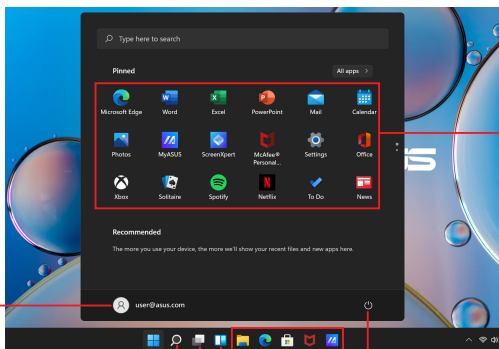 Type here to search
Pinned
All apps >
Microsoft Edge Word Excel PowerPoint Mail Calendar
Photos MyASUS ScreenXpert McAfee® Personal... Settings Office
Xbox Solitaire Spotify Netflix To Do News
Recommended
The more you use your device, the more we'll show your recent files and new apps here.
user@asus.com